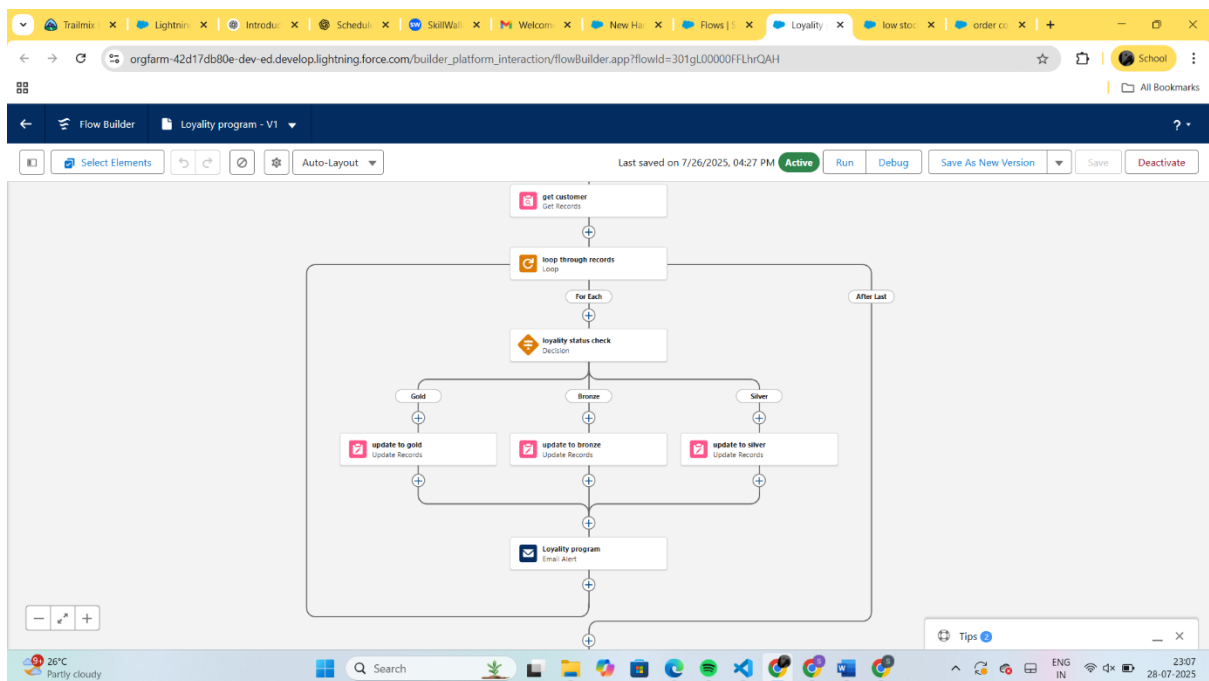 Trailmix
Lightnin
Introduc
Schedul
SkillWall
Welcom
New Ha
Flows | S
Loyality
low stoc
order co
orgfarm-42d17db80e-dev-ed.develop.lightning.force.com/builder_platform_interaction/flowBuilder.app?flowId=301gL00000FFLhrQAH
School
All Bookmarks
Flow Builder
Loyality program - V1
?
Select Elements
Auto-Layout
Last saved on 7/26/2025, 04:27 PM
Active
Run
Debug
Save As New Version
Save
Deactivate
get customer
Get Records
loop through records
Loop
For Each
After Last
loyality status check
Decision
Gold
Bronze
Silver
update to gold
Update Records
update to bronze
Update Records
update to silver
Update Records
Loyality program
Email Alert
Tips 2
26°C
Partly cloudy
Search
ENG
IN
23:07
28-07-2025